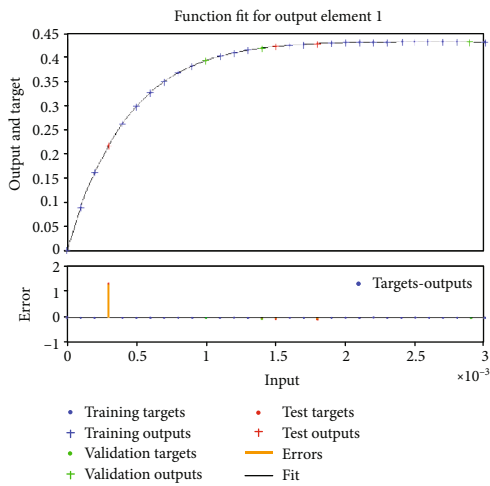 Function fit for output element 1
Output and target
0.45
0.4
0.35
0.3
0.25
0.2
0.15
0.1
0.05
0
Error
2
1
0
−1
Targets-outputs
0
0.5
1
1.5
2
2.5
3
×10⁻³
Input
Training targets
Training outputs
Validation targets
Validation outputs
Test targets
Test outputs
Errors
Fit